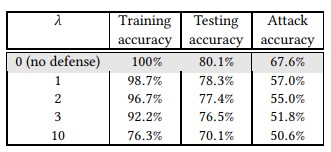 λ Training accuracy Testing accuracy Attack accuracy
0 (no defense) 100% 80.1% 67.6%
1 98.7% 78.3% 57.0%
2 96.7% 77.4% 55.0%
3 92.2% 76.5% 51.8%
10 76.3% 70.1% 50.6%